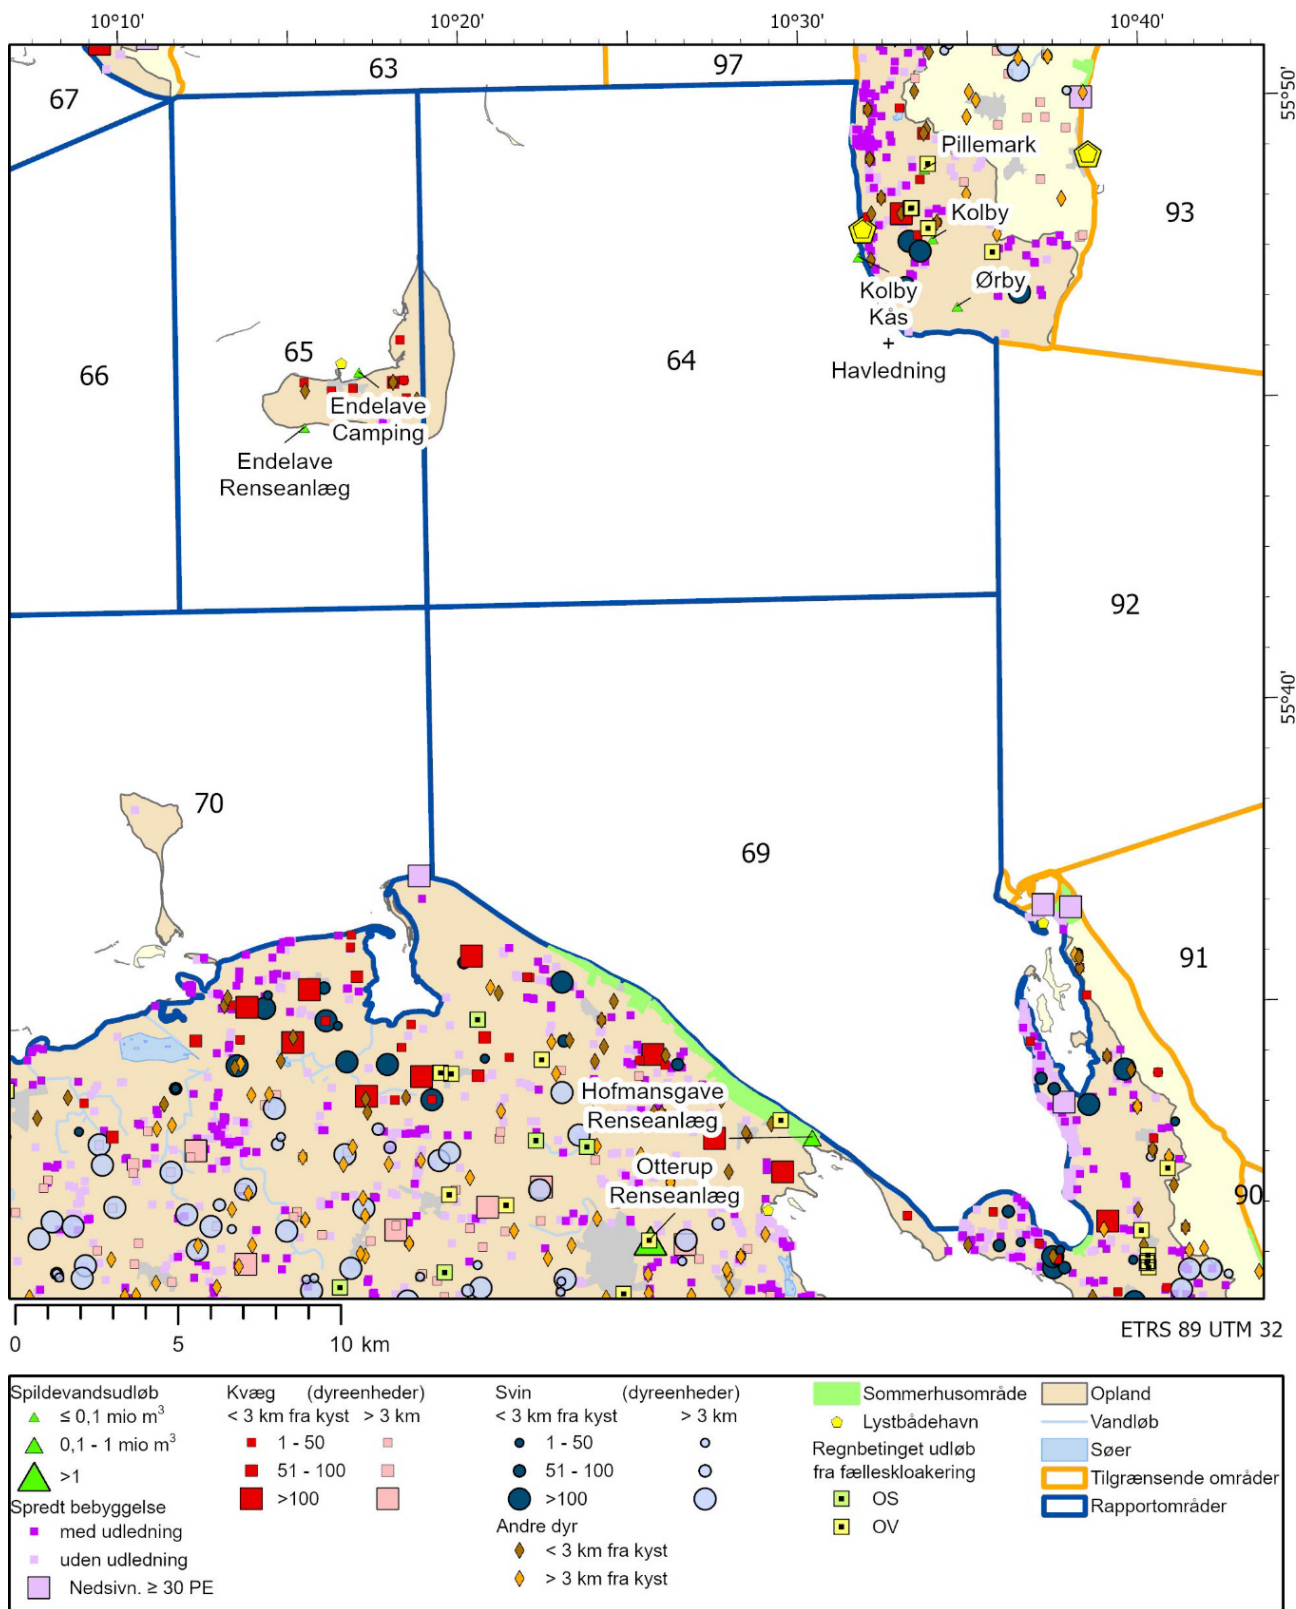 10°10'
10°20'
10°30'
10°40'
63
97
67
55°50'
Pillemark
93
Kolby
Ørby
Kolby
Kås
65
64
66
+
Havledning
Endelave
Camping
Endelave
Renseanlæg
92
55°40'
70
69
91
Hofmansgave
Renseanlæg
Otterup
Renseanlæg
90
0 5 10 km
ETRS 89 UTM 32
Spildevandsudløb
≤ 0,1 mio m³
0,1 - 1 mio m³
>1
Spredt bebyggelse
med udledning
uden udledning
Nedsivn. ≥ 30 PE
Kvæg (dyreenheder)
< 3 km fra kyst > 3 km
1 - 50
51 - 100
>100
Svin (dyreenheder)
< 3 km fra kyst > 3 km
1 - 50
51 - 100
>100
Andre dyr
< 3 km fra kyst
> 3 km fra kyst
Sommerhusområde
Lystbådehavn
Regnbetinget udløb
fra fælleskloakering
OS
OV
Opland
Vandløb
Søer
Tilgrænsende områder
Rapportområder